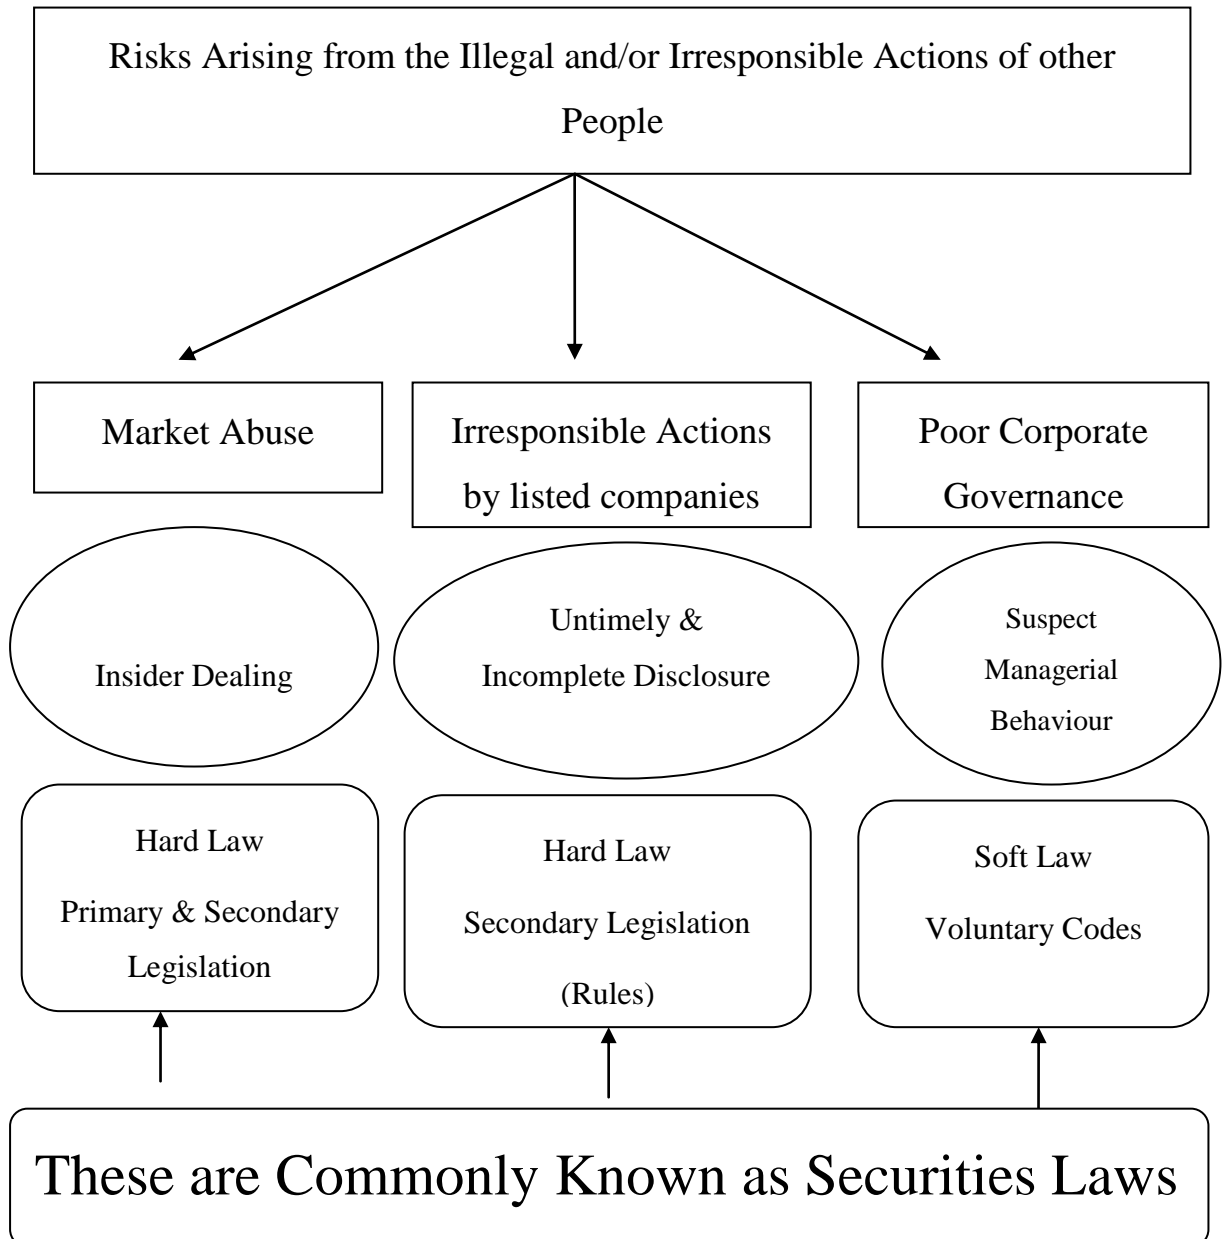 Risks Arising from the Illegal and/or Irresponsible Actions of other
People
Market Abuse
Irresponsible Actions
by listed companies
Poor Corporate
Governance
Insider Dealing
Untimely &
Incomplete Disclosure
Suspect
Managerial
Behaviour
Hard Law
Primary & Secondary
Legislation
Hard Law
Secondary Legislation
(Rules)
Soft Law
Voluntary Codes
These are Commonly Known as Securities Laws